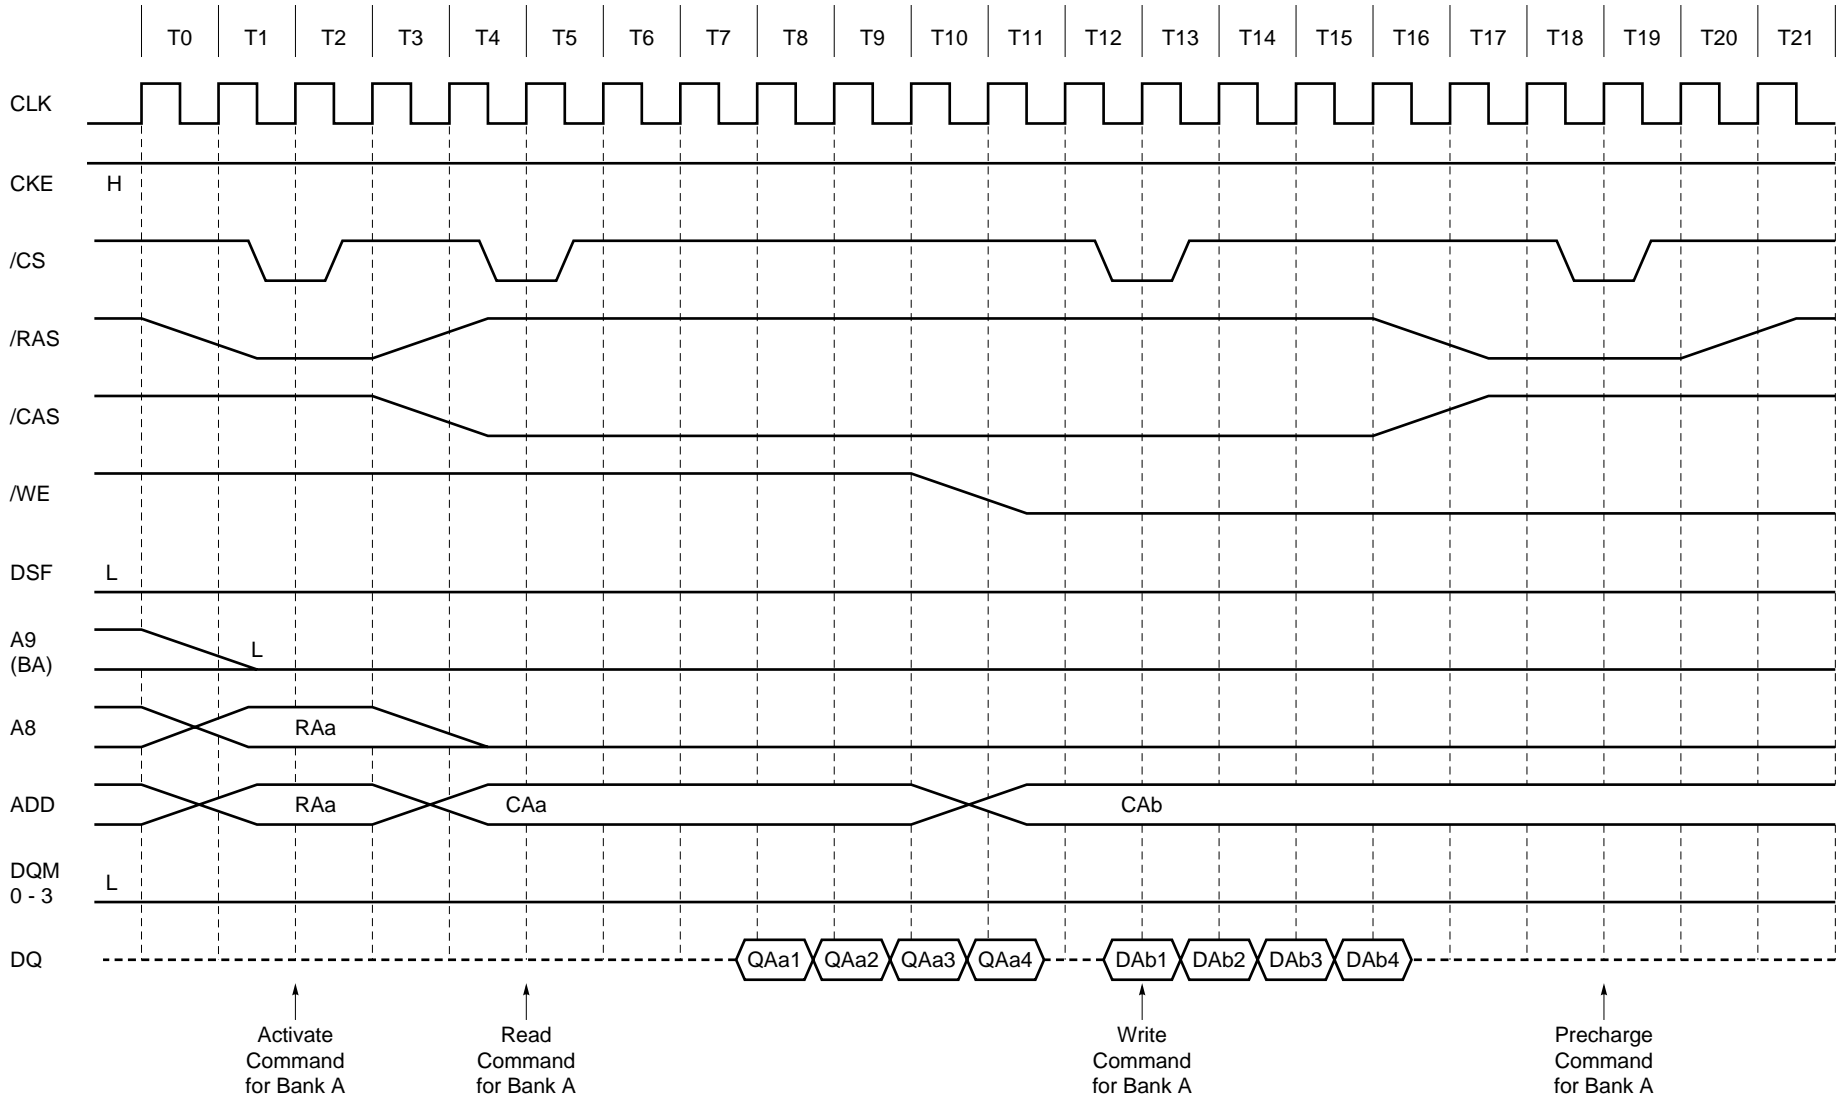 T0 T1 T2 T3 T4 T5 T6 T7 T8 T9 T10 T11 T12 T13 T14 T15 T16 T17 T18 T19 T20 T21
CLK
CKE H
/CS
/RAS
/CAS
/WE
DSF L
A9
(BA) L
A8 RAa
ADD RAa CAa CAb
DQM
0 - 3 L
DQ QAa1 QAa2 QAa3 QAa4 DAb1 DAb2 DAb3 DAb4
Activate
Command
for Bank A
Read
Command
for Bank A
Write
Command
for Bank A
Precharge
Command
for Bank A